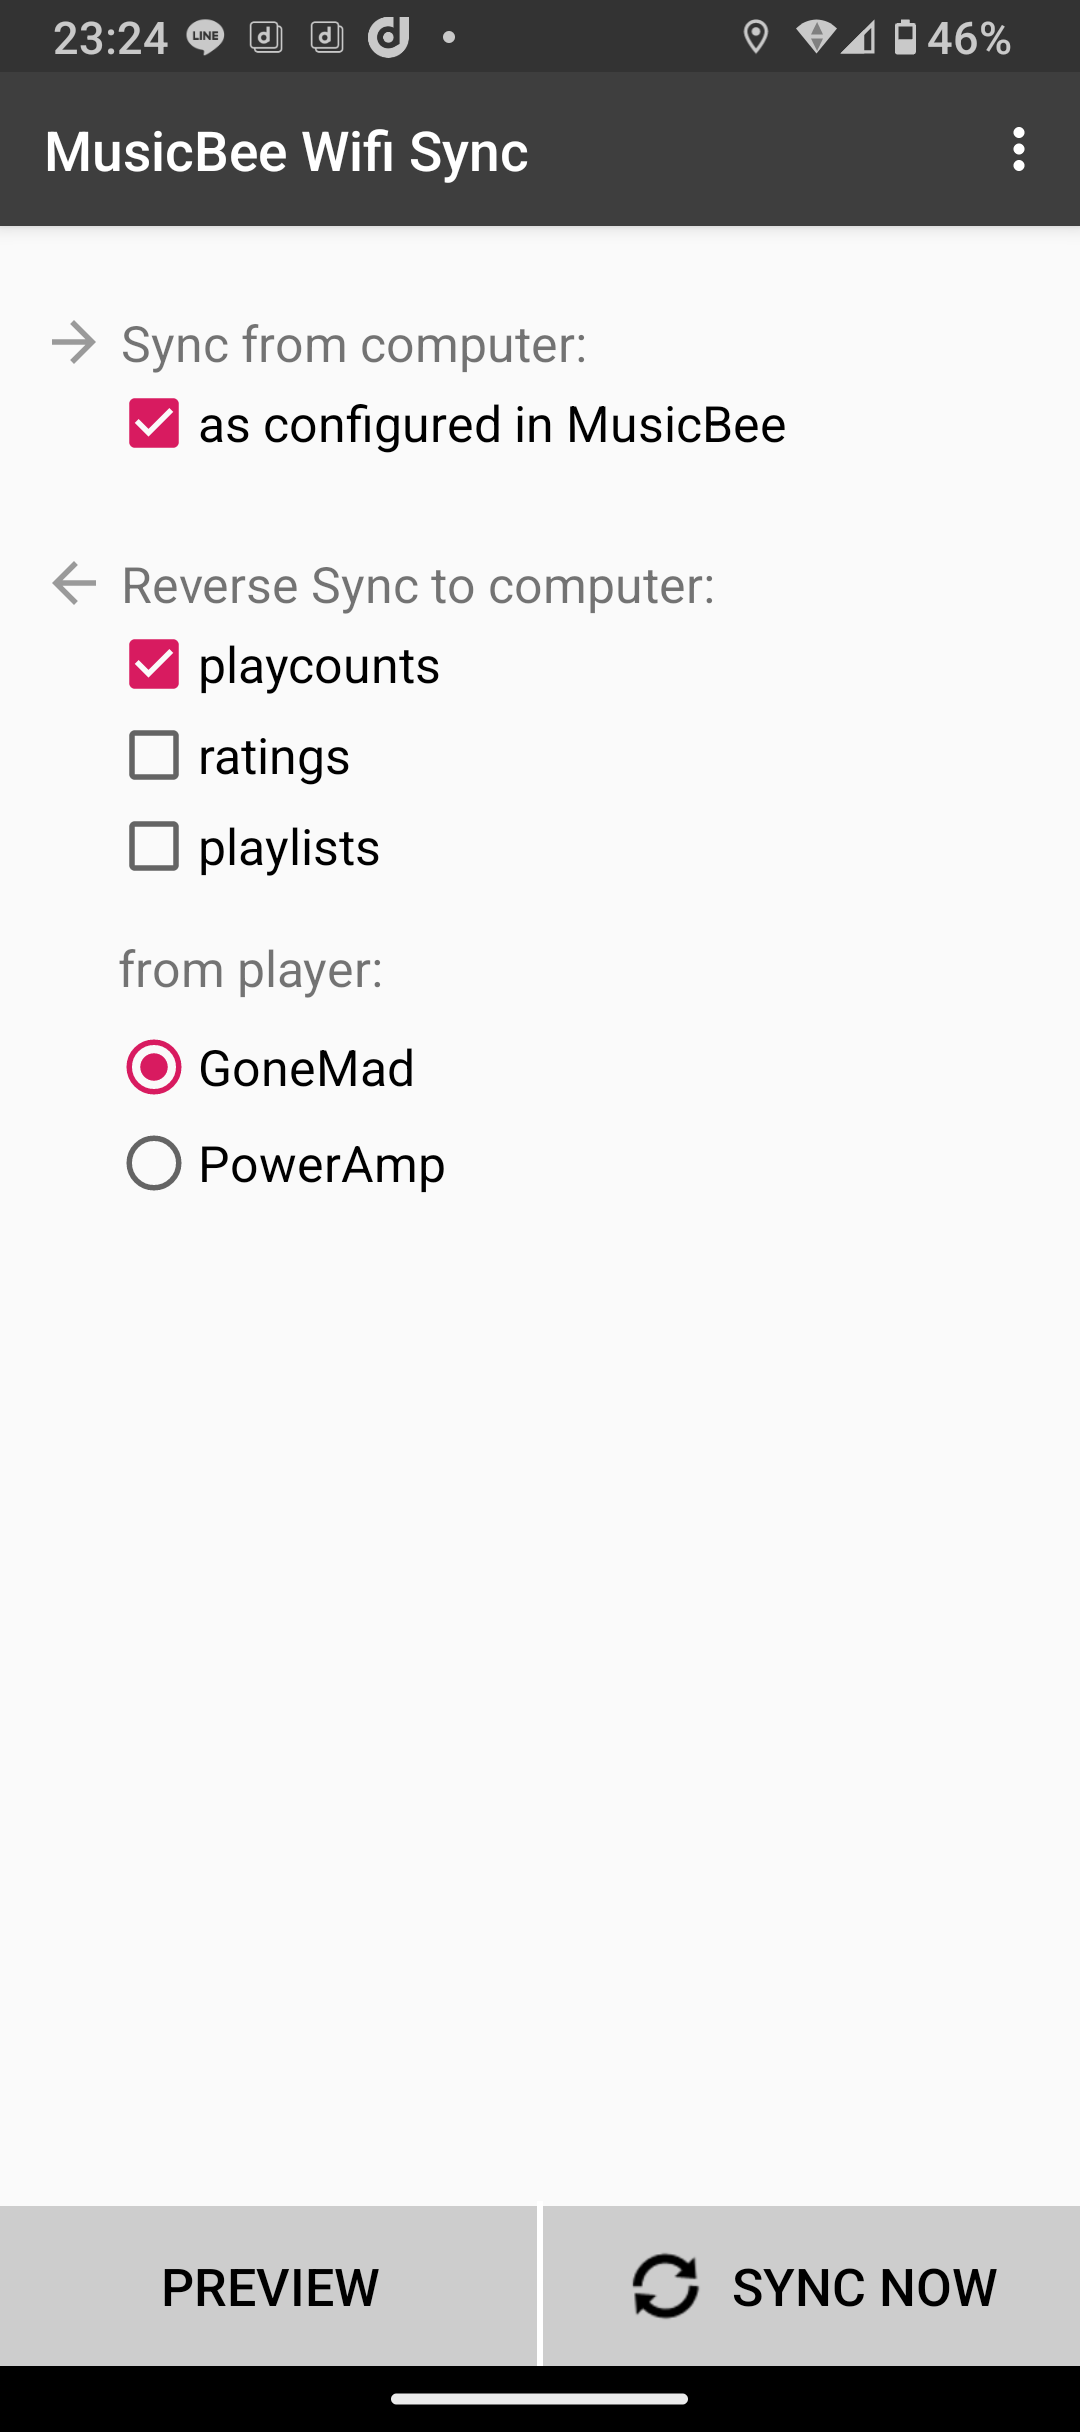 23:24 LINE d d d 46%
MusicBee Wifi Sync
Sync from computer:
as configured in MusicBee
Reverse Sync to computer:
playcounts
ratings
playlists
from player:
GoneMad
PowerAmp
PREVIEW SYNC NOW